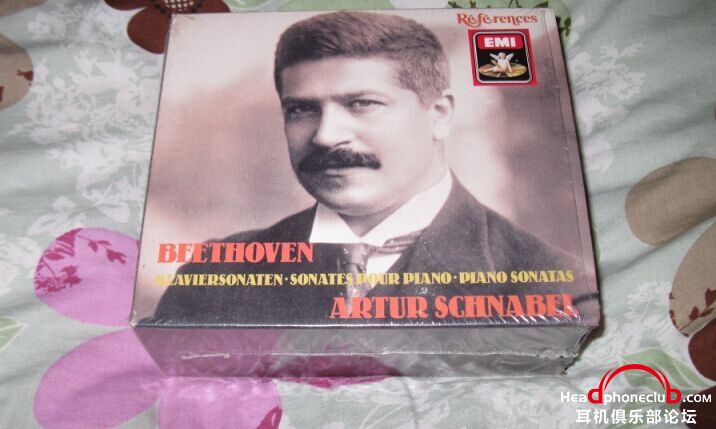 Références
EMI
BEETHOVEN
KLAVIERSONATEN · SONATES POUR PIANO · PIANO SONATAS
ARTUR SCHNABEL
Headphoneclub.com
耳机俱乐部论坛